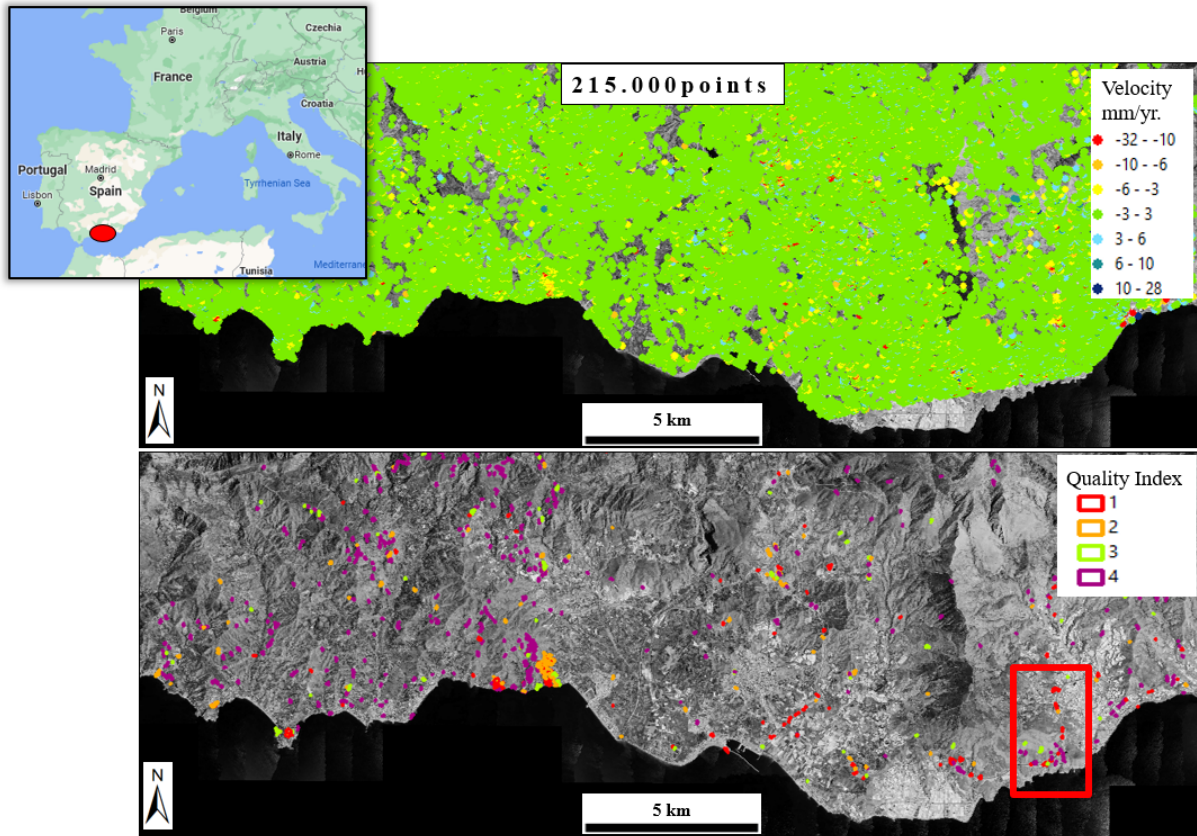 Belgium
Paris
Czechia
Austria
France
Croatia
Italy
Rome
Portugal
Madrid
Spain
Lisbon
Tyrrhenian Sea
Tunisia
Mediterrane
215.000points
Velocity
mm/yr.
-32 - -10
-10 - -6
-6 - -3
-3 - 3
3 - 6
6 - 10
10 - 28
N
5 km
Quality Index
1
2
3
4
N
5 km